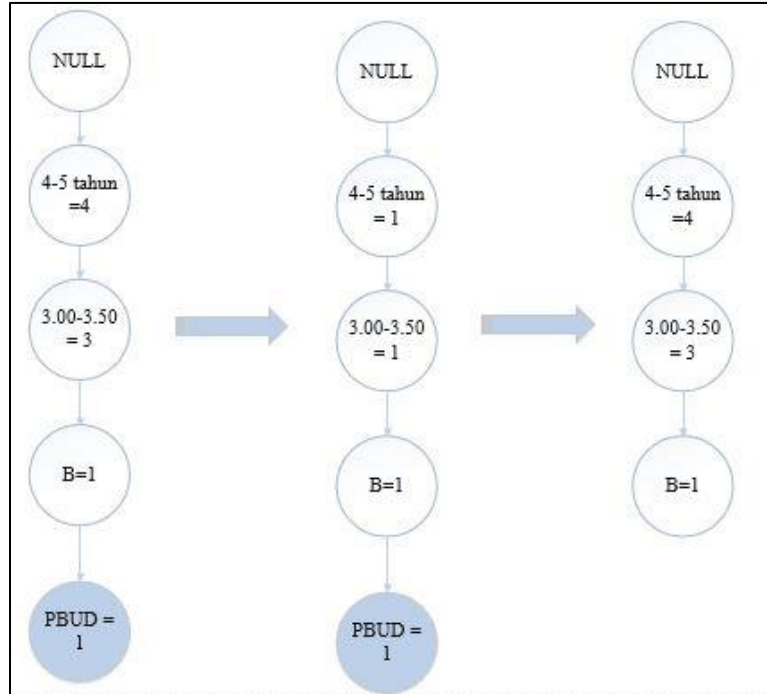 NULL
4-5 tahun
=4
3.00-3.50
= 3
B=1
PBUD =
1
NULL
4-5 tahun
= 1
3.00-3.50
= 1
B=1
PBUD =
1
NULL
4-5 tahun
=4
3.00-3.50
= 3
B=1